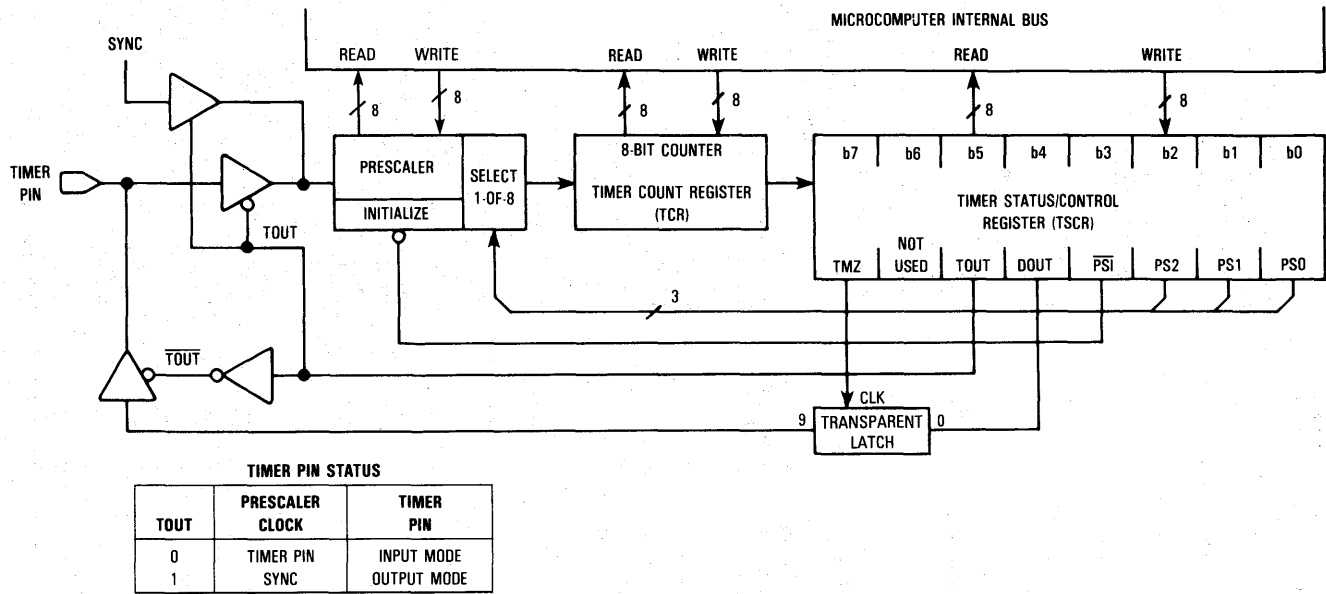 MICROCOMPUTER INTERNAL BUS
SYNC
READ
WRITE
READ
WRITE
READ
WRITE
8
8
8
8
8
8
TIMER
PIN
TOUT
PRESCALER
INITIALIZE
SELECT
1-OF-8
8-BIT COUNTER
TIMER COUNT REGISTER
(TCR)
b7 b6 b5 b4 b3 b2 b1 b0
TIMER STATUS/CONTROL
REGISTER (TSCR)
TMZ
NOT
USED
TOUT
DOUT
PSI
PS2
PS1
PS0
3
TOUT
CLK
9
TRANSPARENT
LATCH
0
TIMER PIN STATUS
TOUT
PRESCALER
CLOCK
TIMER
PIN
0 TIMER PIN INPUT MODE
1 SYNC OUTPUT MODE